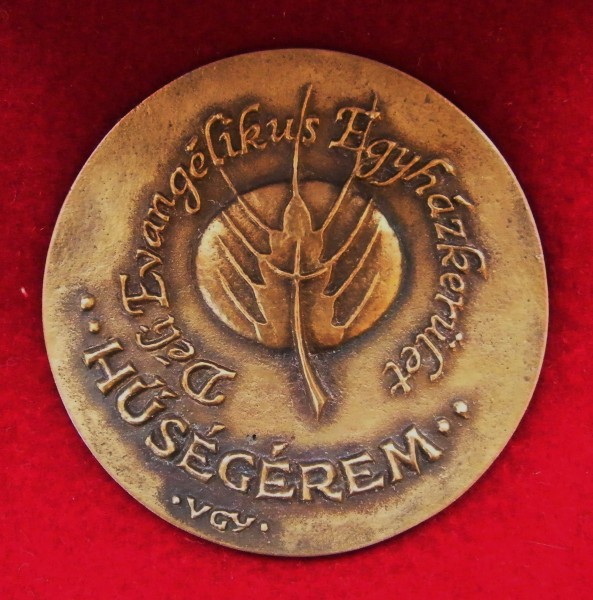 Déli Evangélikus Egyházkerület
··HŰSÉGÉREM··
·VGY·